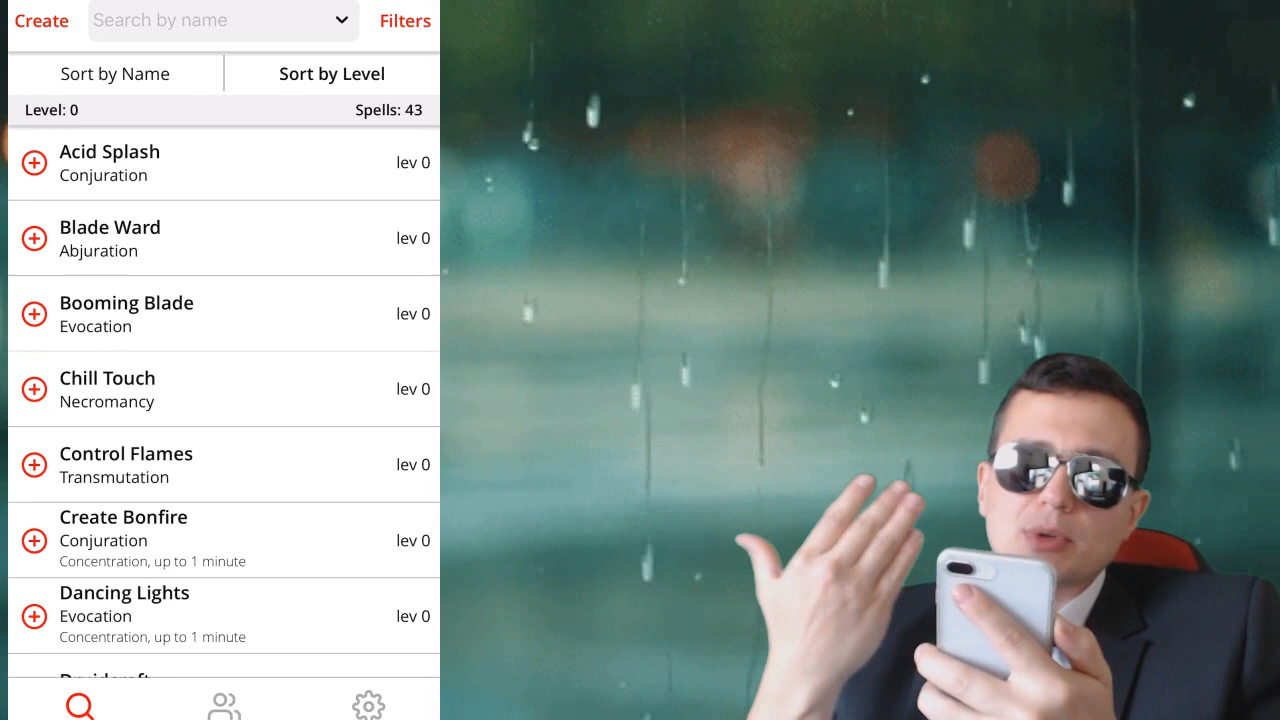 Create
Search by name
Filters
Sort by Name
Sort by Level
Level: 0
Spells: 43
Acid Splash
Conjuration
lev 0
Blade Ward
Abjuration
lev 0
Booming Blade
Evocation
lev 0
Chill Touch
Necromancy
lev 0
Control Flames
Transmutation
lev 0
Create Bonfire
Conjuration
Concentration, up to 1 minute
lev 0
Dancing Lights
Evocation
Concentration, up to 1 minute
lev 0